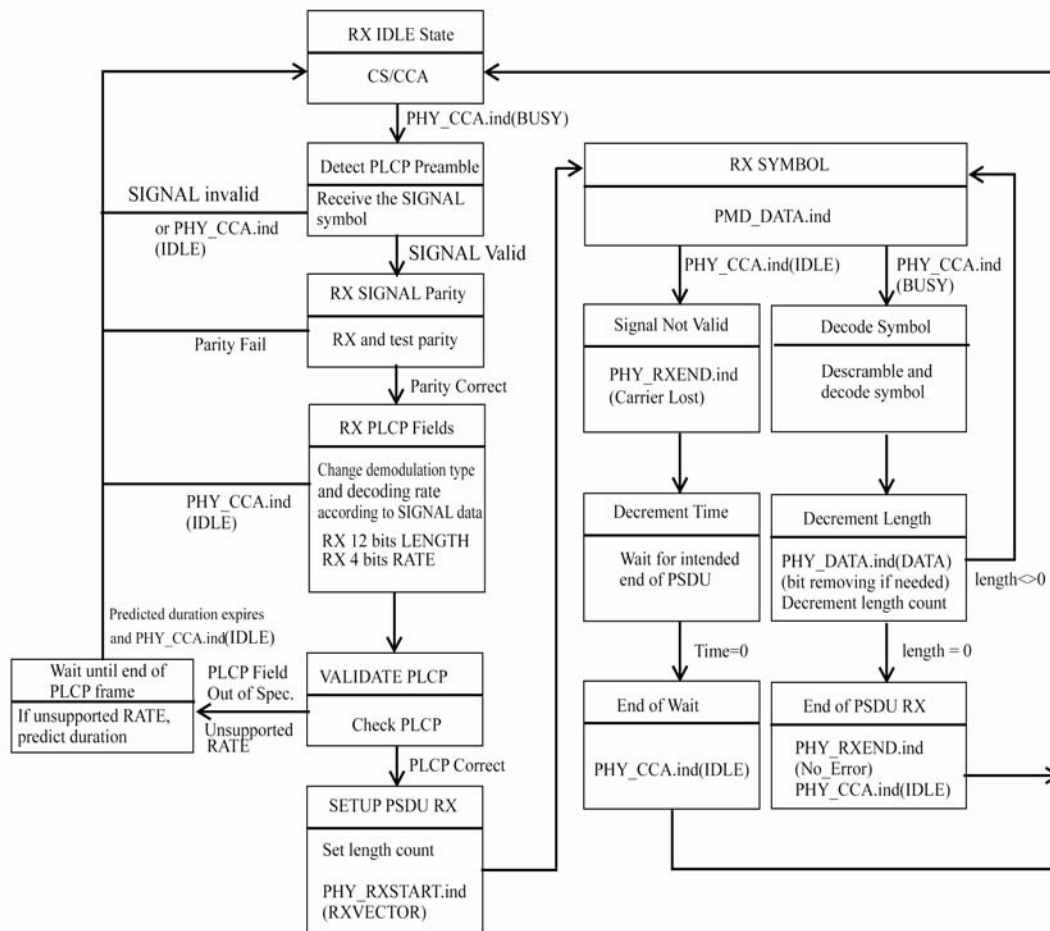 RX IDLE State
CS/CCA
PHY_CCA.ind(BUSY)
Detect PLCP Preamble
Receive the SIGNAL
symbol
SIGNAL invalid
or PHY_CCA.ind
(IDLE)
SIGNAL Valid
RX SIGNAL Parity
RX and test parity
Parity Fail
Parity Correct
RX PLCP Fields
Change demodulation type
and decoding rate
according to SIGNAL data
RX 12 bits LENGTH
RX 4 bits RATE
PHY_CCA.ind
(IDLE)
Predicted duration expires
and PHY_CCA.ind(IDLE)
Wait until end of
PLCP frame
If unsupported RATE,
predict duration
PLCP Field
Out of Spec.
Unsupported
RATE
VALIDATE PLCP
Check PLCP
PLCP Correct
SETUP PSDU RX
Set length count
PHY_RXSTART.ind
(RXVECTOR)
RX SYMBOL
PMD_DATA.ind
PHY_CCA.ind(IDLE)
PHY_CCA.ind
(BUSY)
Signal Not Valid
PHY_RXEND.ind
(Carrier Lost)
Decode Symbol
Descramble and
decode symbol
Decrement Time
Wait for intended
end of PSDU
Decrement Length
PHY_DATA.ind(DATA)
(bit removing if needed)
Decrement length count
length<>0
Time=0
length = 0
End of Wait
PHY_CCA.ind(IDLE)
End of PSDU RX
PHY_RXEND.ind
(No_Error)
PHY_CCA.ind(IDLE)